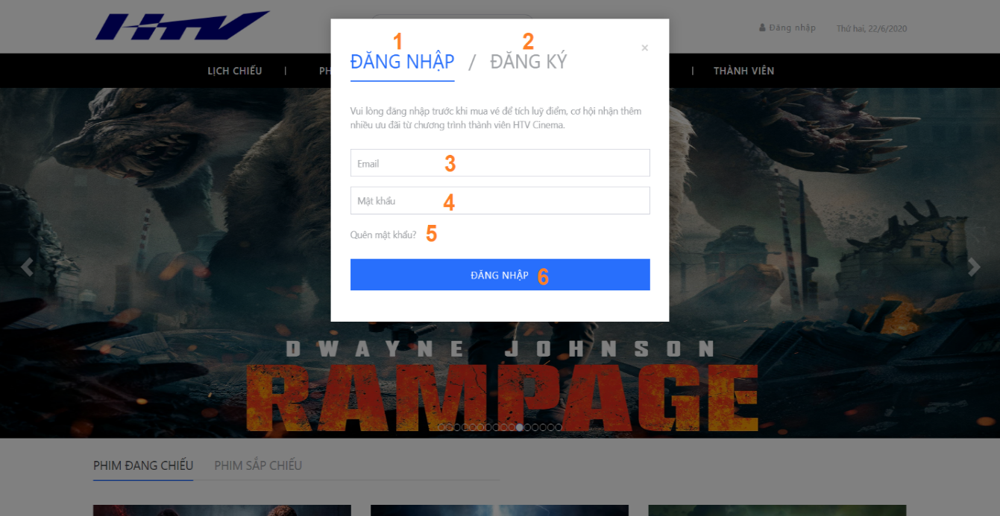 HTV
Đăng nhập
Thứ hai, 22/6/2020
1
2
ĐĂNG NHẬP / ĐĂNG KÝ
×
LỊCH CHIẾU | PH
| THÀNH VIÊN
Vui lòng đăng nhập trước khi mua vé để tích luỹ điểm, cơ hội nhận thêm
nhiều ưu đãi từ chương trình thành viên HTV Cinema.
Email 3
Mật khẩu 4
Quên mật khẩu? 5
ĐĂNG NHẬP 6
DWAYNE JOHNSON
RAMPAGE
PHIM ĐANG CHIẾU PHIM SẮP CHIẾU